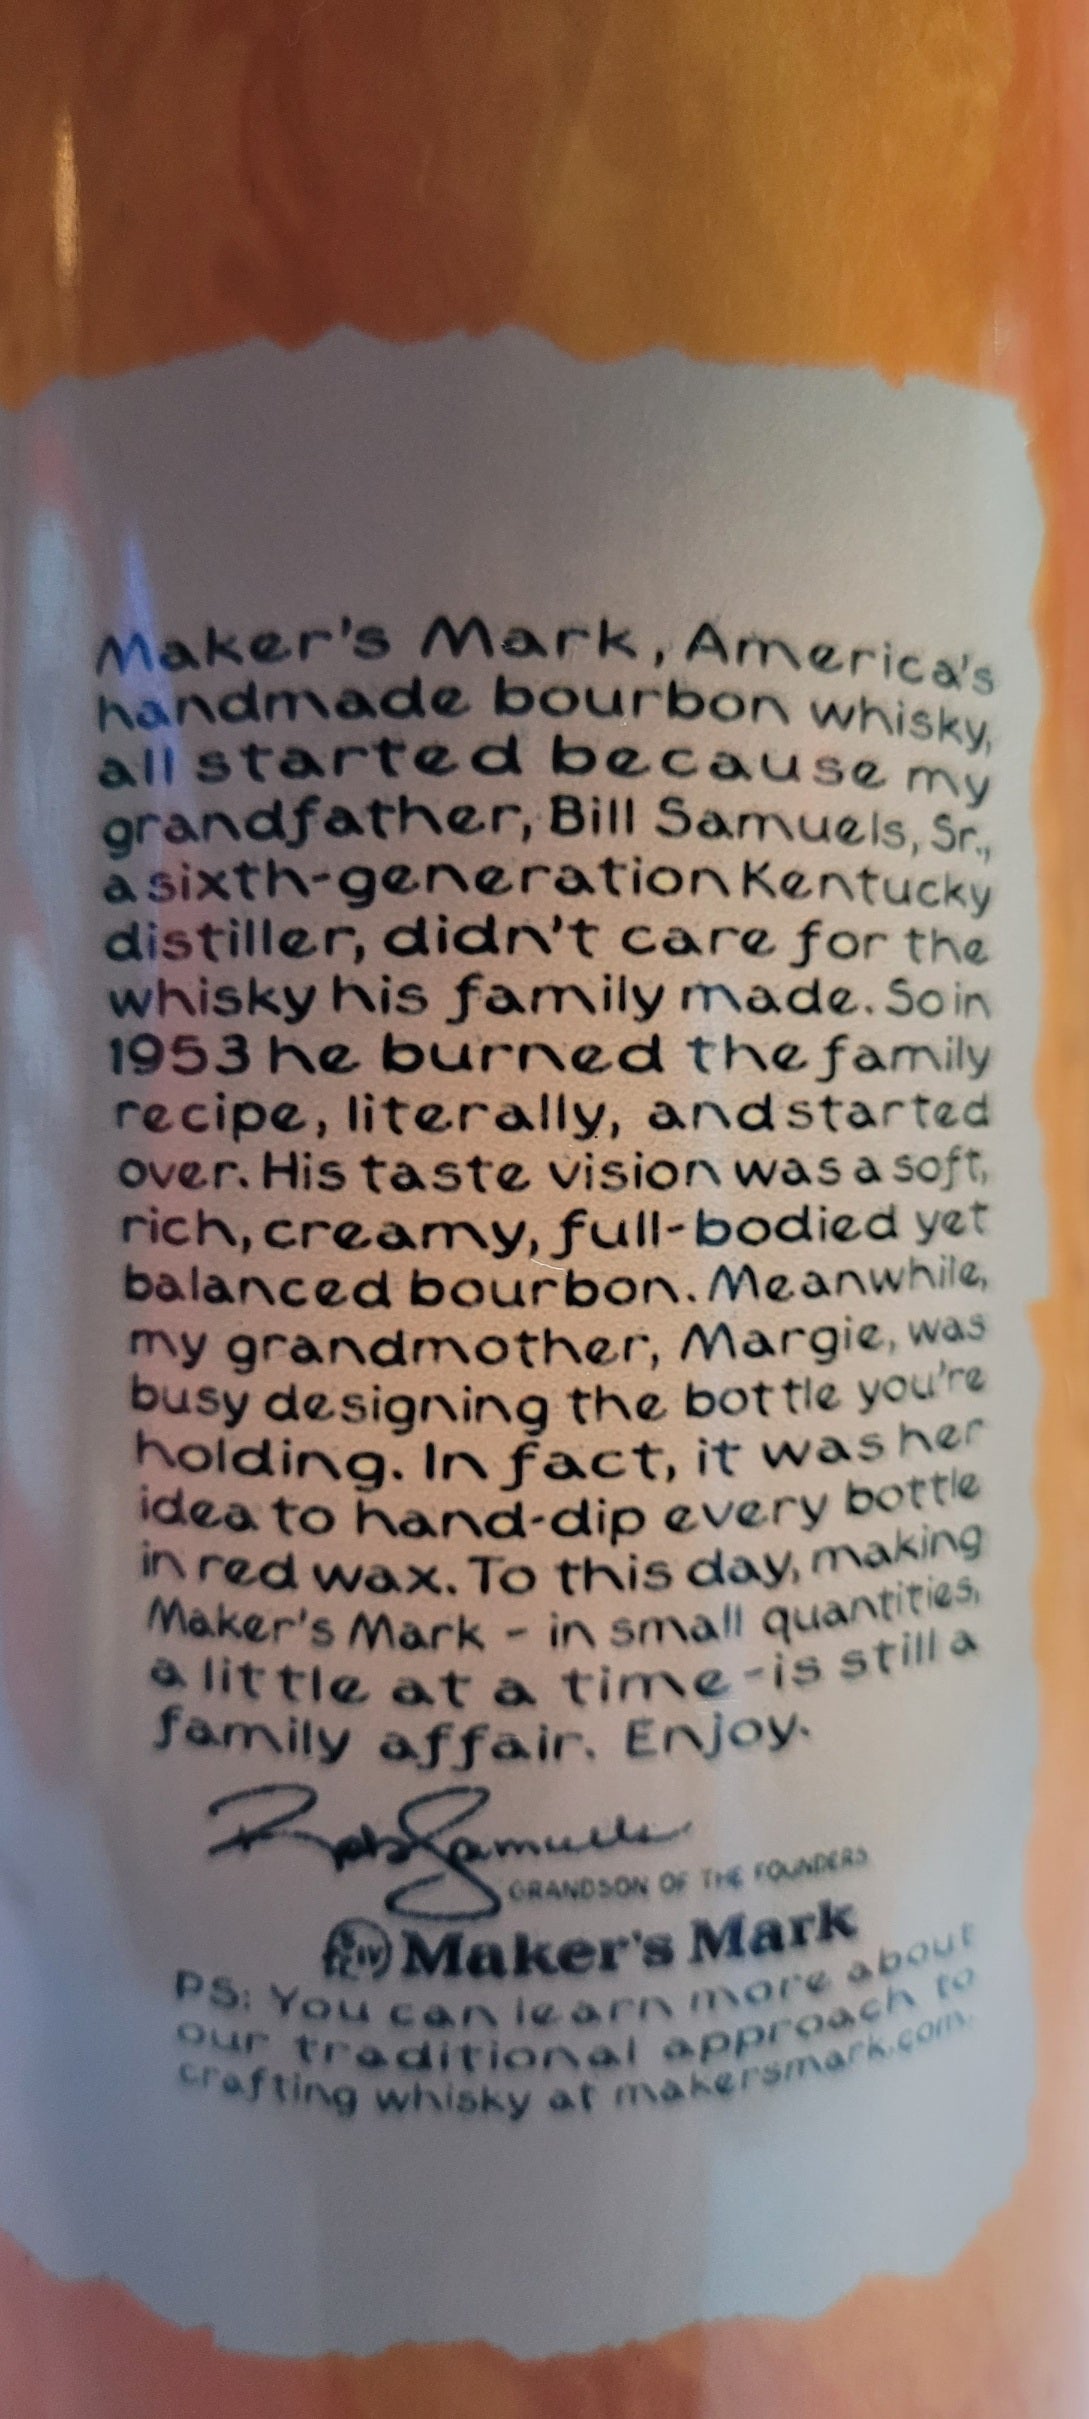 Maker's Mark, America's
handmade bourbon whisky,
all started because my
grandfather, Bill Samuels, Sr.,
a sixth-generation Kentucky
distiller, didn't care for the
whisky his family made. So in
1953 he burned the family
recipe, literally, and started
over. His taste vision was a soft,
rich, creamy, full-bodied yet
balanced bourbon. Meanwhile,
my grandmother, Margie, was
busy designing the bottle you're
holding. In fact, it was her
idea to hand-dip every bottle
in red wax. To this day, making
Maker's Mark - in small quantities,
a little at a time - is still a
family affair. Enjoy.
Rob Samuels
GRANDSON OF THE FOUNDERS
S IV Maker's Mark
PS: You can learn more about
our traditional approach to
crafting whisky at makersmark.com.